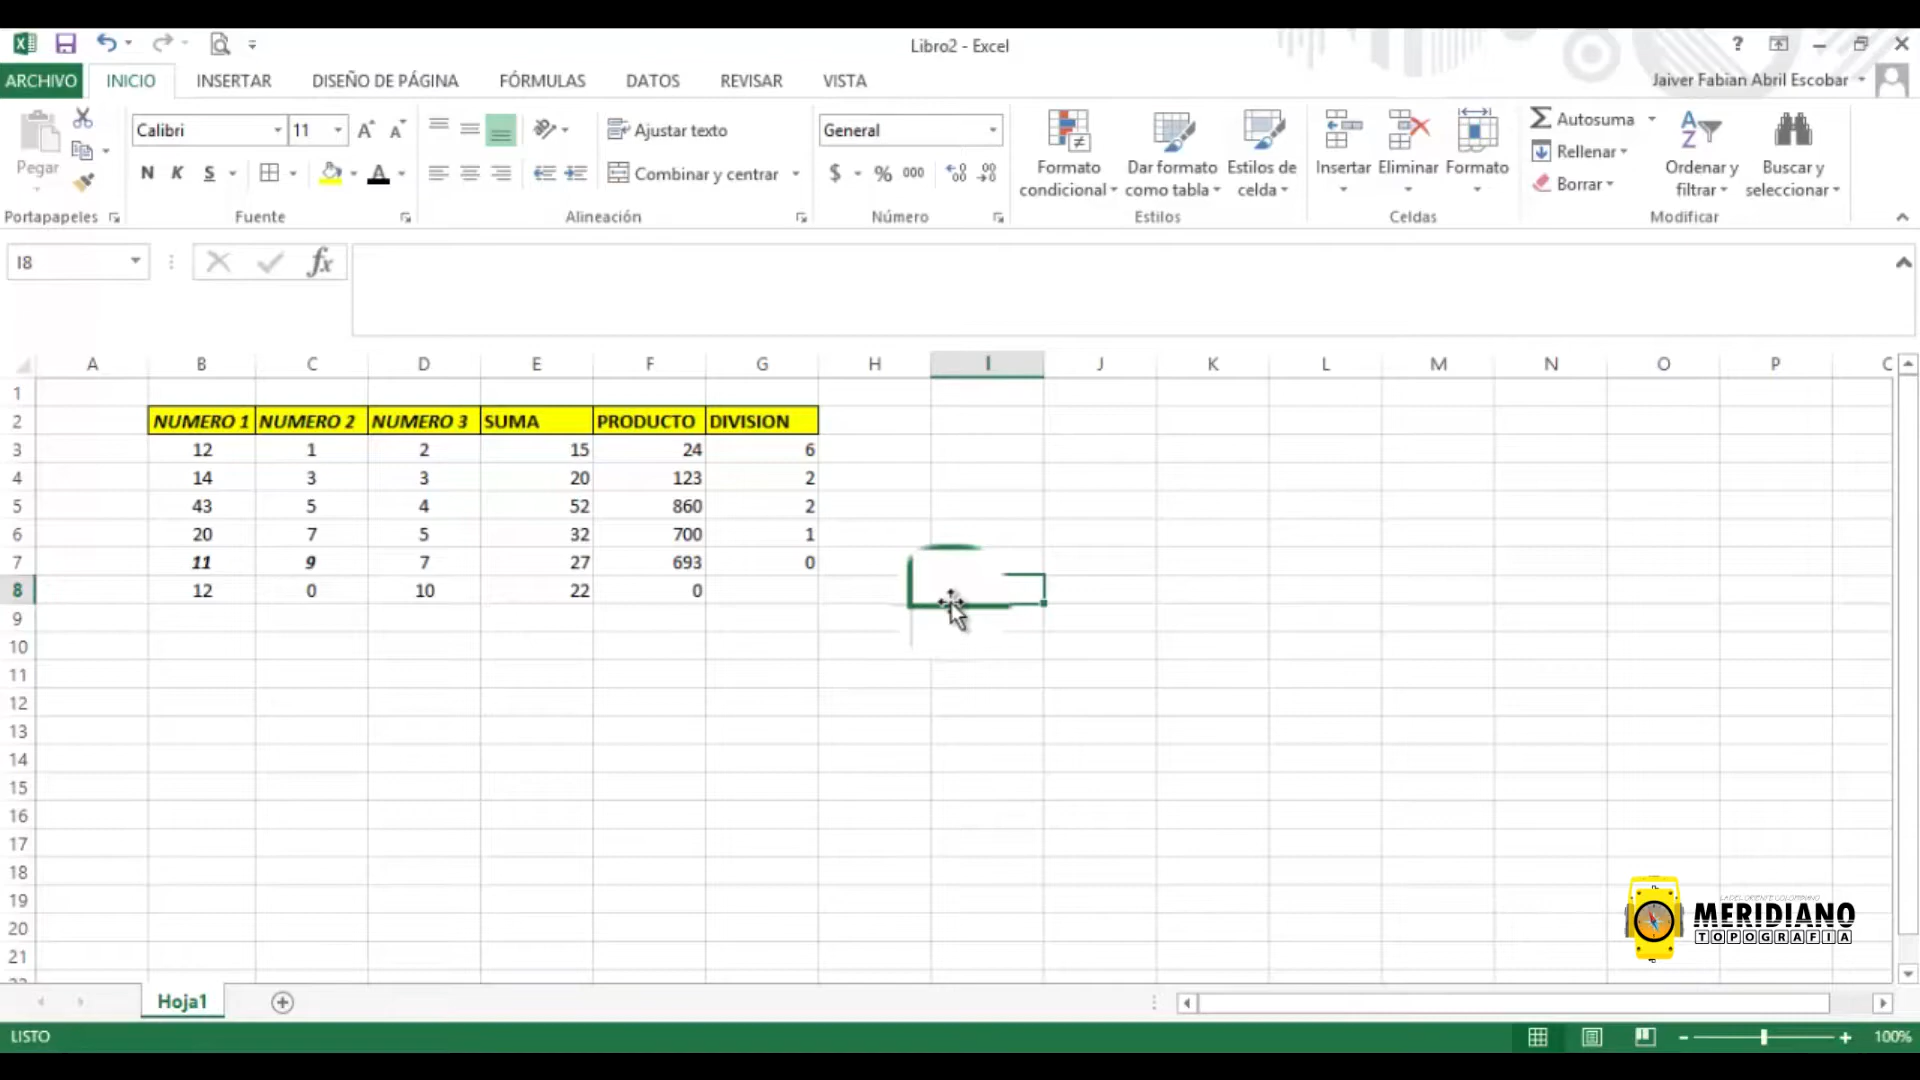 Libro2 - Excel
?
Jaiver Fabian Abril Escobar
ARCHIVO INICIO INSERTAR DISEÑO DE PÁGINA FÓRMULAS DATOS REVISAR VISTA
Pegar
Portapapeles
Calibri 11
N K S A
Fuente
Ajustar texto
Combinar y centrar
Alineación
General
$ % 000
Número
Formato condicional
Dar formato como tabla
Estilos de celda
Estilos
Insertar Eliminar Formato
Celdas
Autosuma
Rellenar
Borrar
Ordenar y filtrar
Buscar y seleccionar
Modificar
I8 fx
A B C D E F G H I J K L M N O P
1
2 NUMERO 1 NUMERO 2 NUMERO 3 SUMA PRODUCTO DIVISION
3 12 1 2 15 24 6
4 14 3 3 20 123 2
5 43 5 4 52 860 2
6 20 7 5 32 700 1
7 11 9 7 27 693 0
8 12 0 10 22 0
9
10
11
12
13
14
15
16
17
18
19
20
21
MERIDIANO
TOPOGRAFIA
Hoja1
LISTO
100%